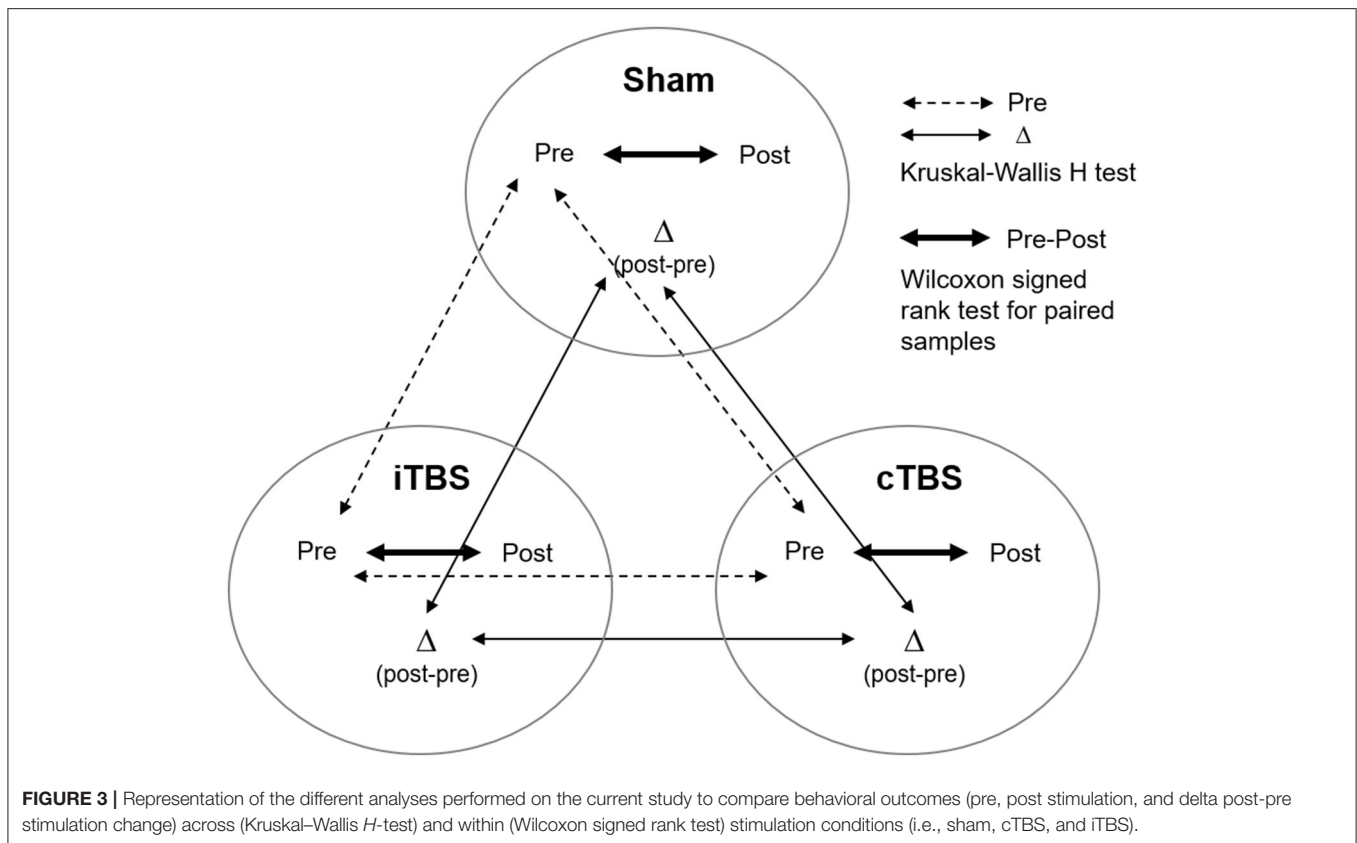 Sham
Pre
Post
Δ
(post-pre)
Pre
Δ
Kruskal-Wallis H test
Pre-Post
Wilcoxon signed
rank test for paired
samples
iTBS
Pre
Post
Δ
(post-pre)
cTBS
Pre
Post
Δ
(post-pre)
FIGURE 3 | Representation of the different analyses performed on the current study to compare behavioral outcomes (pre, post stimulation, and delta post-pre
stimulation change) across (Kruskal–Wallis H-test) and within (Wilcoxon signed rank test) stimulation conditions (i.e., sham, cTBS, and iTBS).